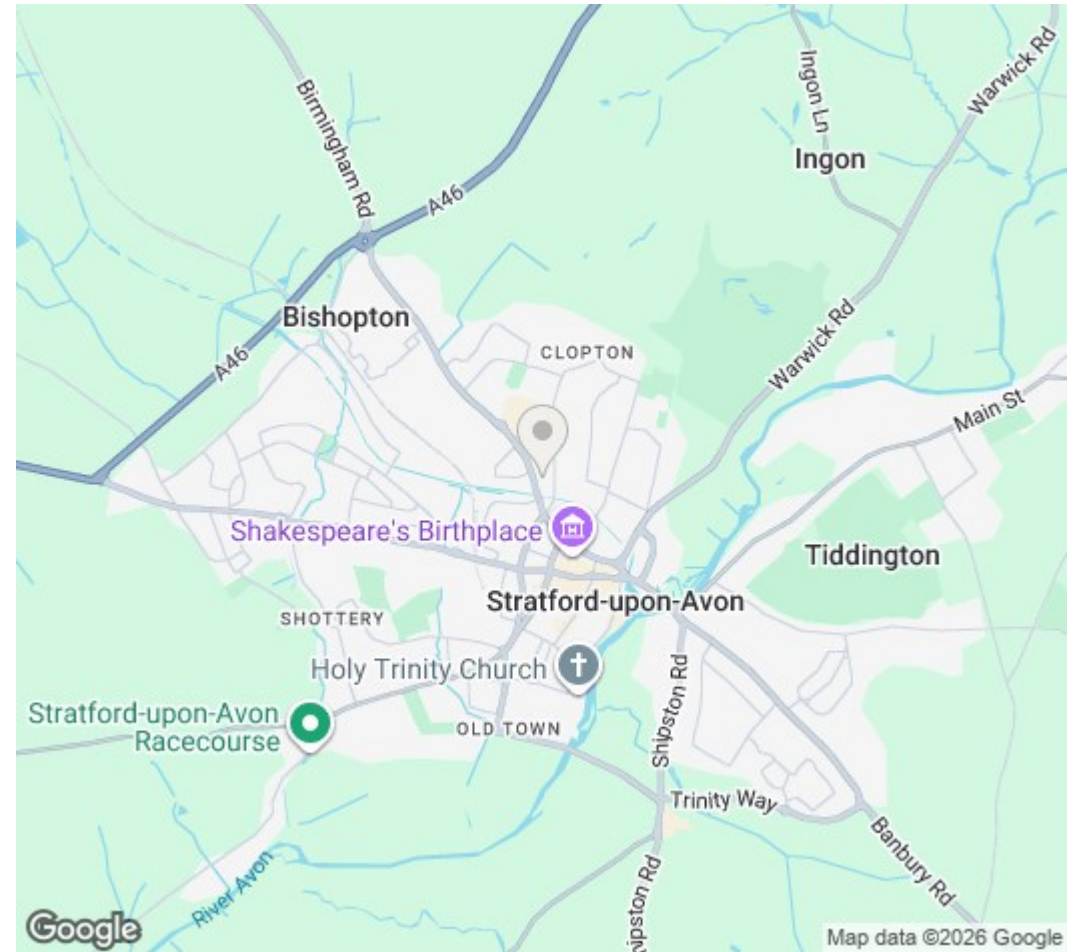 Birmingham Rd
A46
Ingon Ln
Warwick Rd
Ingon
Bishopton
A46
CLOPTON
Warwick Rd
Main St
Shakespeare's Birthplace
Tiddington
Stratford-upon-Avon
SHOTTERY
Holy Trinity Church
Shipston Rd
Stratford-upon-Avon
Racecourse
OLD TOWN
Trinity Way
Banbury Rd
River Avon
Google
Map data ©2026 Google